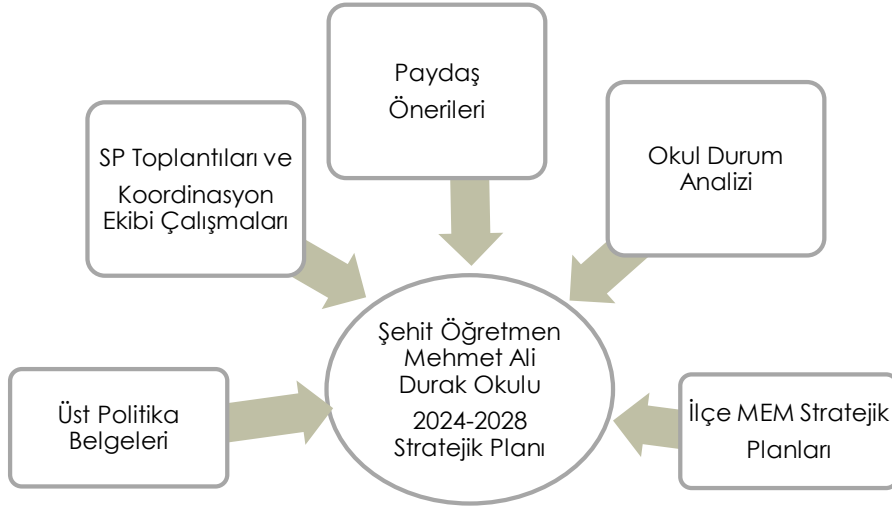 Paydaş
Önerileri
SP Toplantıları ve
Koordinasyon
Ekibi Çalışmaları
Okul Durum
Analizi
Şehit Öğretmen
Mehmet Ali
Durak Okulu
2024-2028
Stratejik Planı
Üst Politika
Belgeleri
İlçe MEM Stratejik
Planları